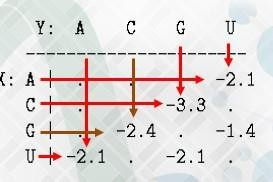 Y: A C G U
------------------
X: A | . . . -2.1
C | . . -3.3 .
G | . -2.4 . -1.4
U | -2.1 . -2.1 .